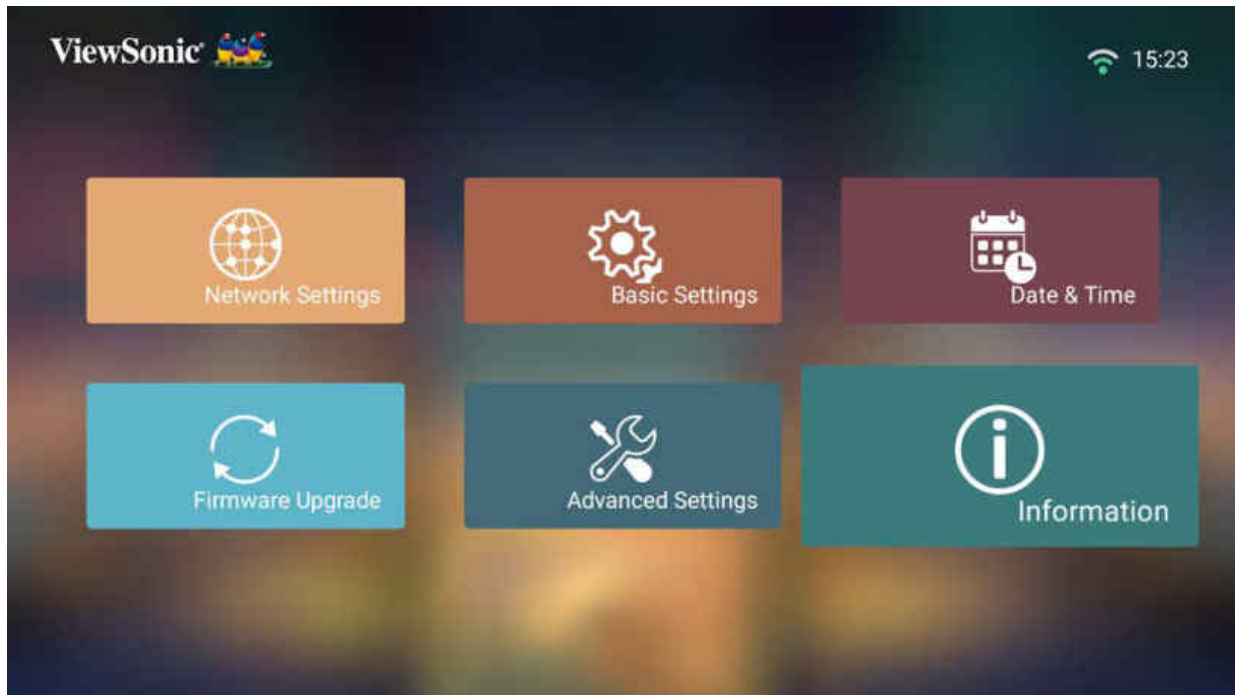 ViewSonic
15:23
Network Settings
Basic Settings
Date & Time
Firmware Upgrade
Advanced Settings
Information